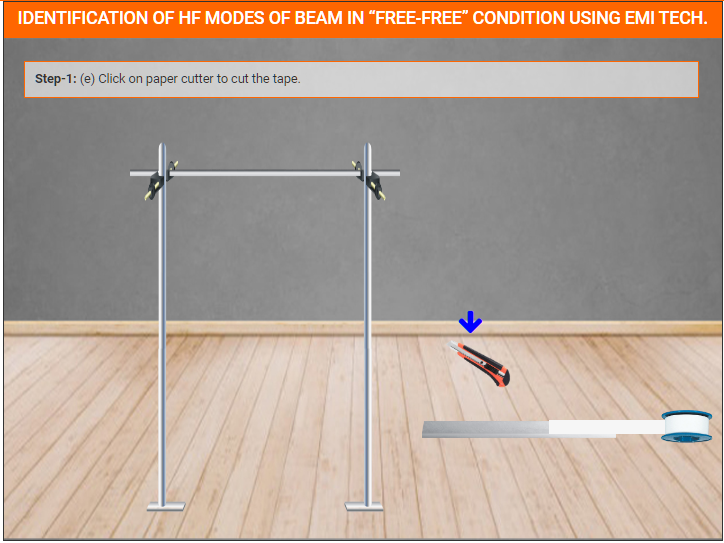 IDENTIFICATION OF HF MODES OF BEAM IN “FREE-FREE” CONDITION USING EMI TECH.
Step-1: (e) Click on paper cutter to cut the tape.